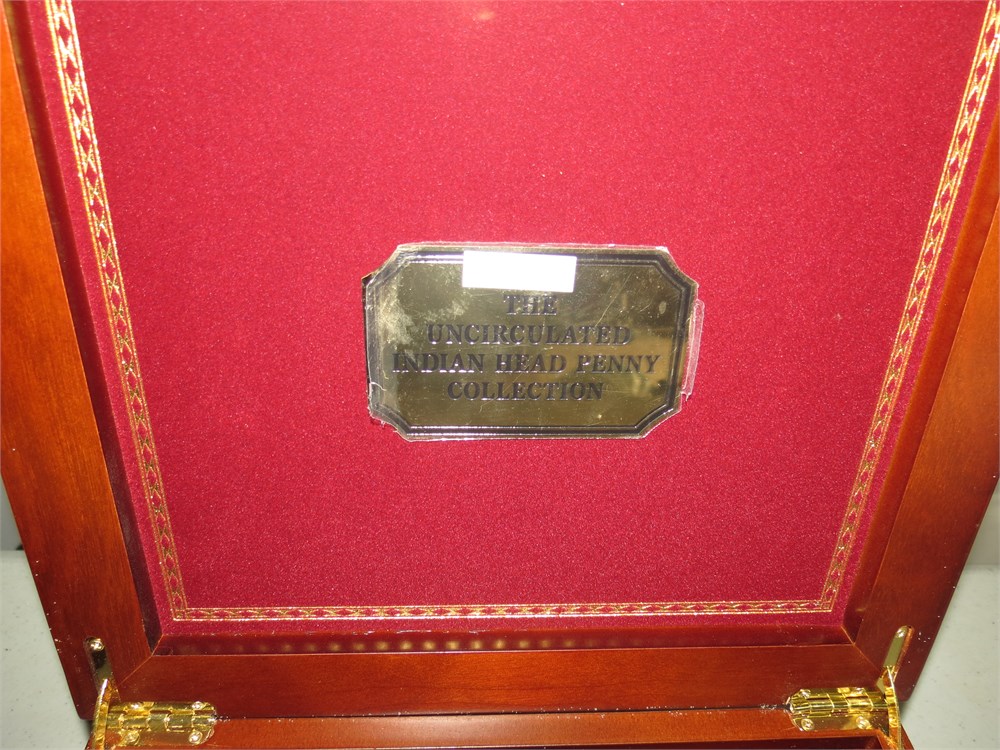 THE
UNCIRCULATED
INDIAN HEAD PENNY
COLLECTION